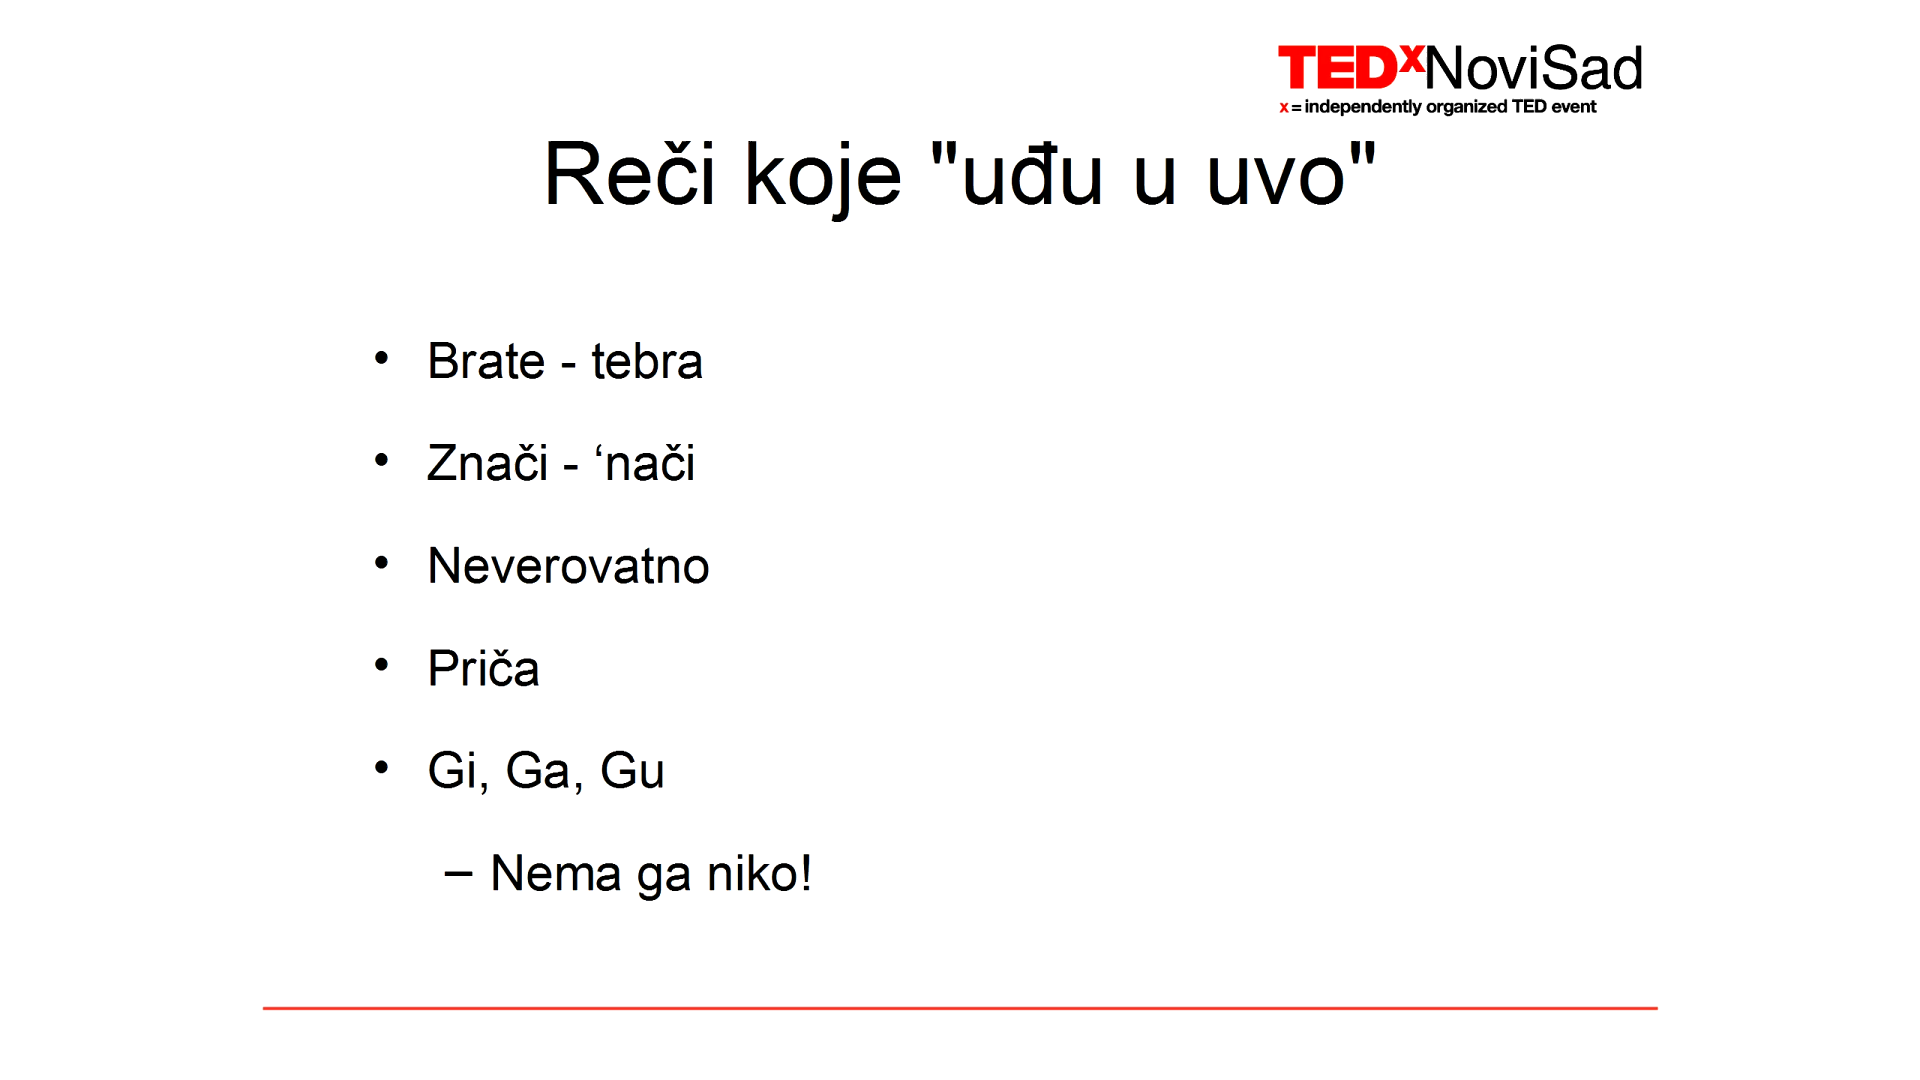 TEDxNoviSad
x = independently organized TED event
Reči koje "uđu u uvo"
• Brate - tebra
• Znači - ‘nači
• Neverovatno
• Priča
• Gi, Ga, Gu
– Nema ga niko!